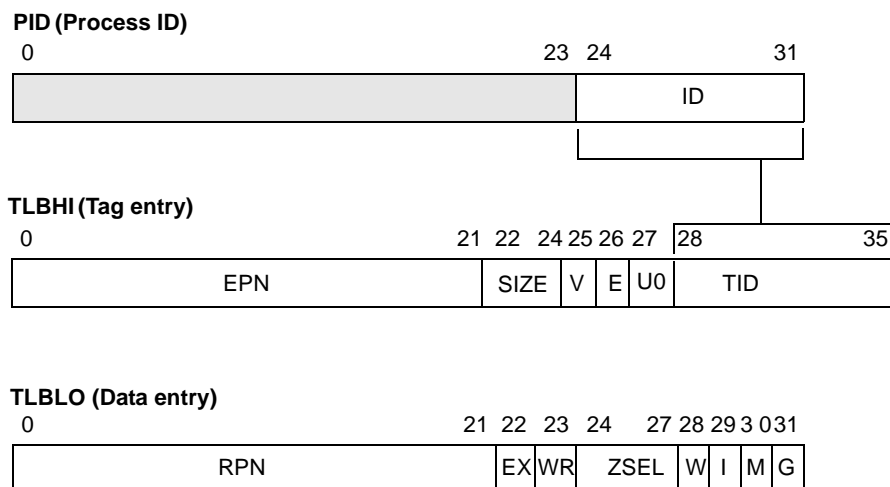 PID (Process ID)
0 23 24 31
ID
TLBHI (Tag entry)
0 21 22 24 25 26 27 28 35
EPN SIZE V E U0 TID
TLBLO (Data entry)
0 21 22 23 24 27 28 29 3 0 31
RPN EX WR ZSEL W I M G